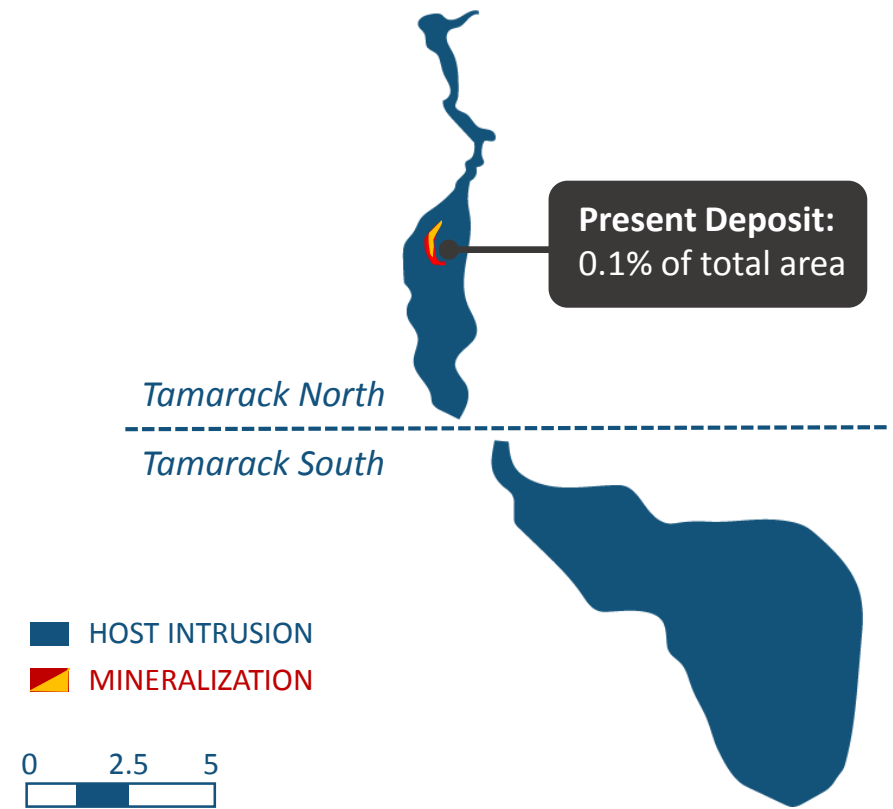 Present Deposit:
0.1% of total area
Tamarack North
Tamarack South
HOST INTRUSION
MINERALIZATION
0 2.5 5